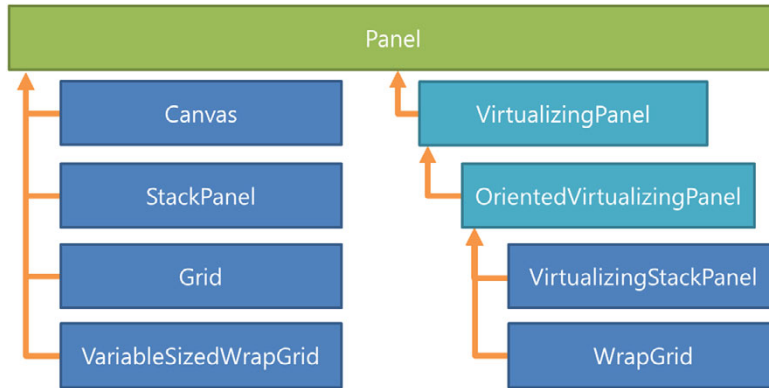 Panel
Canvas
StackPanel
Grid
VariableSizedWrapGrid
VirtualizingPanel
OrientedVirtualizingPanel
VirtualizingStackPanel
WrapGrid